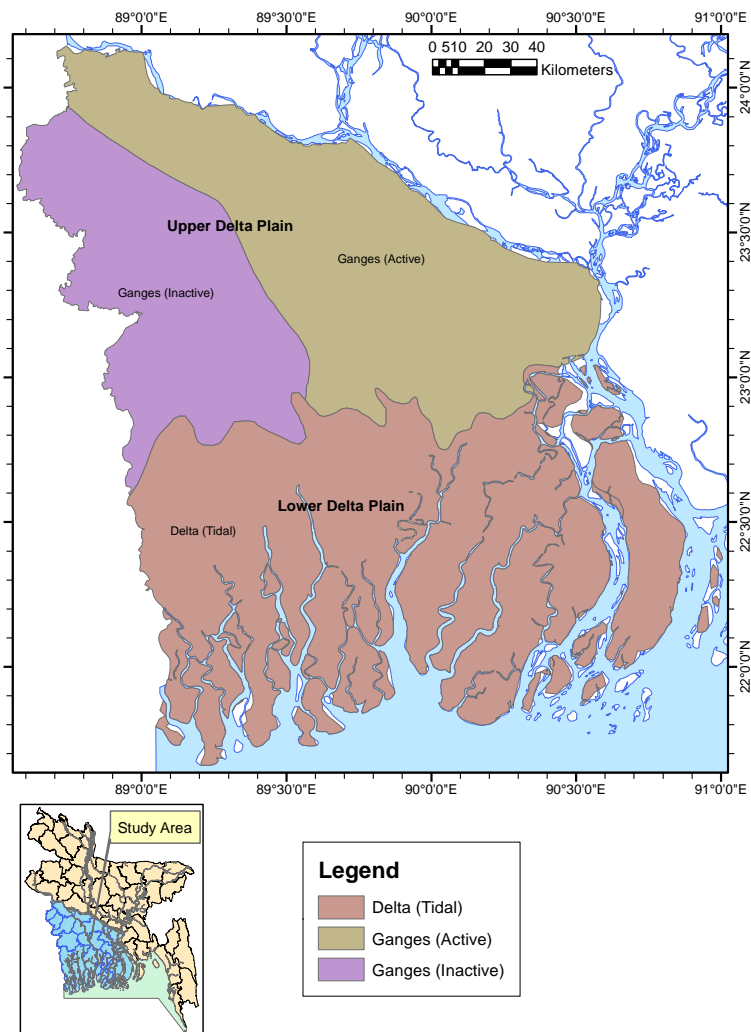 89°0'0"E 89°30'0"E 90°0'0"E 90°30'0"E 91°0'0"E
0 5 10 20 30 40
Kilometers
24°0'0"N
23°30'0"N
23°0'0"N
22°30'0"N
22°0'0"N
Upper Delta Plain
Ganges (Active)
Ganges (Inactive)
Lower Delta Plain
Delta (Tidal)
89°0'0"E 89°30'0"E 90°0'0"E 90°30'0"E 91°0'0"E
Study Area
Legend
Delta (Tidal)
Ganges (Active)
Ganges (Inactive)